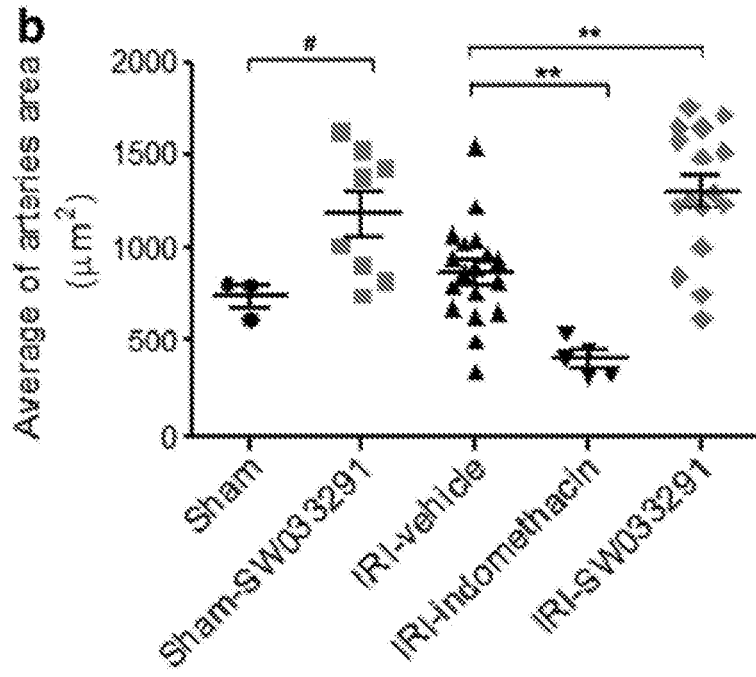 b
Average of arteries area
(μm²)
2000
1500
1000
500
0
#
**
**
Sham
Sham-SW033291
IRI-vehicle
IRI-indomethacin
IRI-SW033291